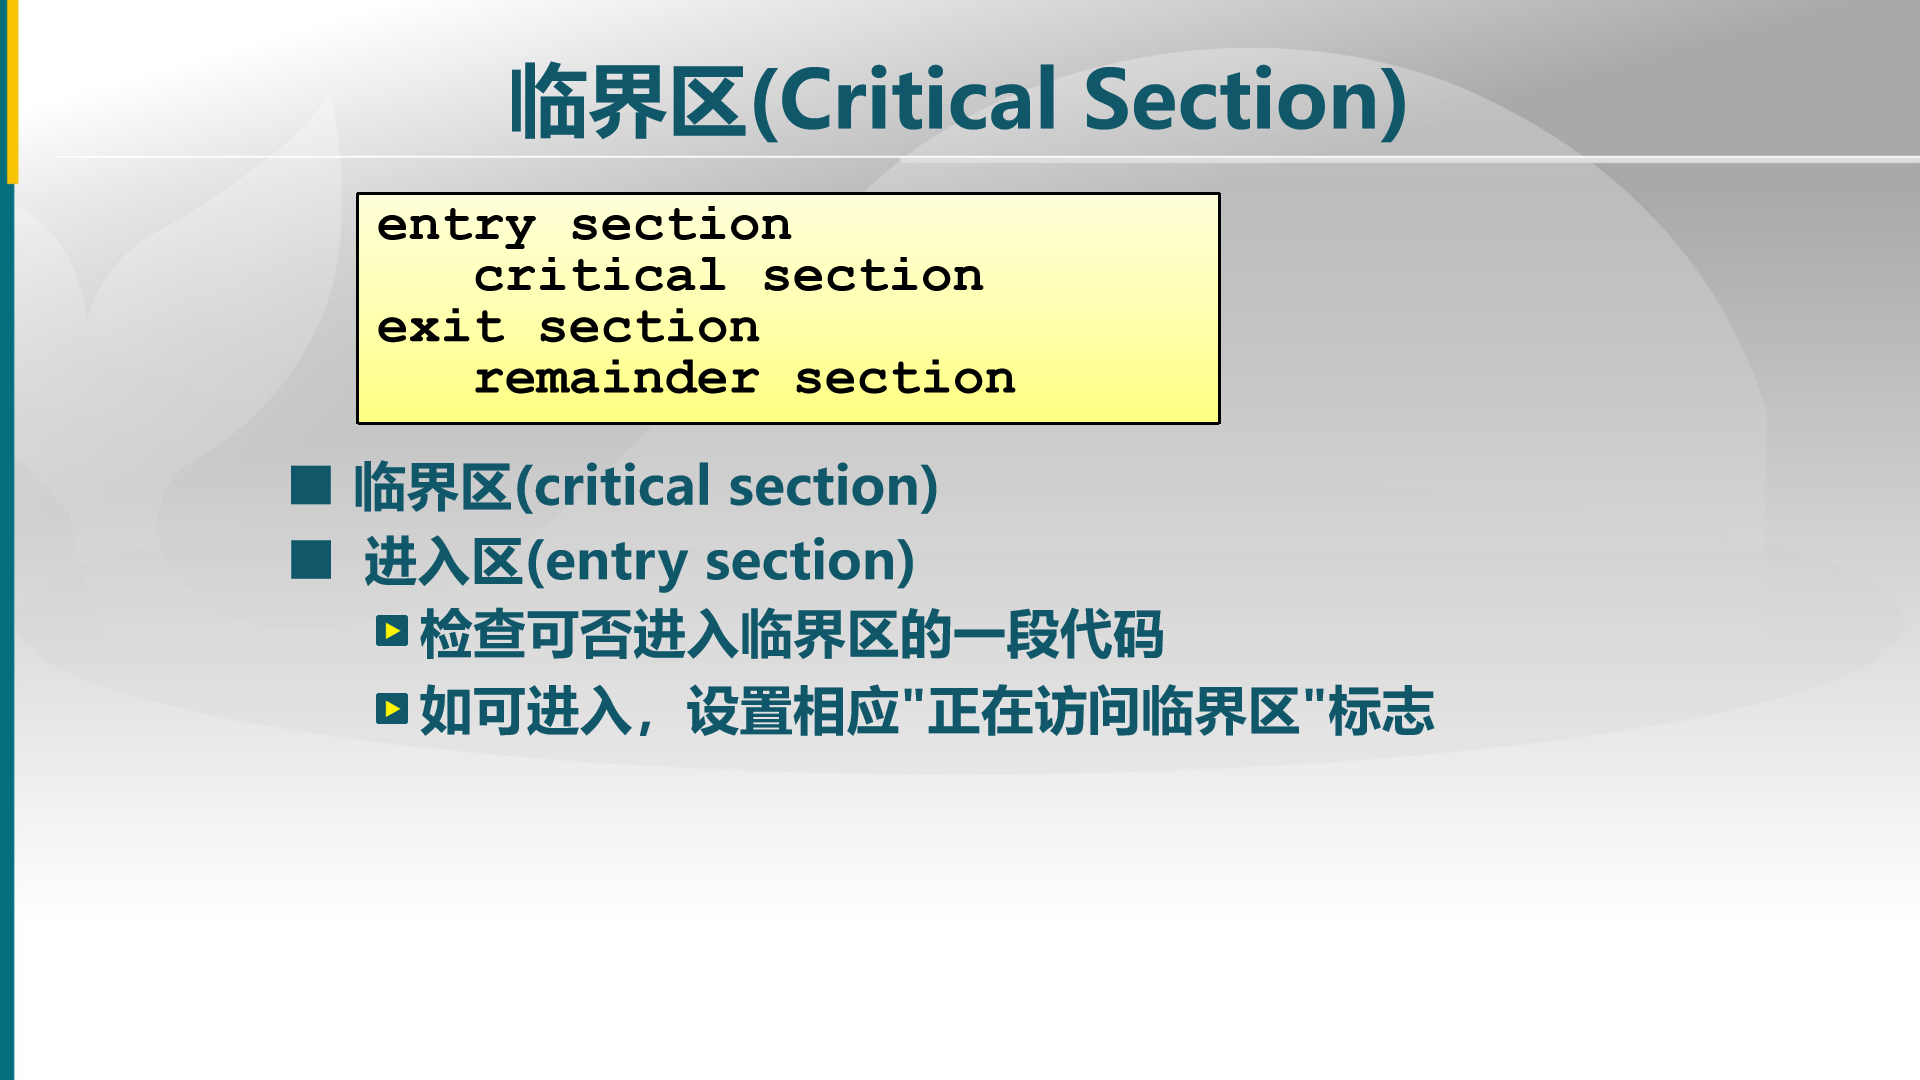 临界区(Critical Section)
entry section
critical section
exit section
remainder section
临界区(critical section)
进入区(entry section)
检查可否进入临界区的一段代码
如可进入，设置相应"正在访问临界区"标志